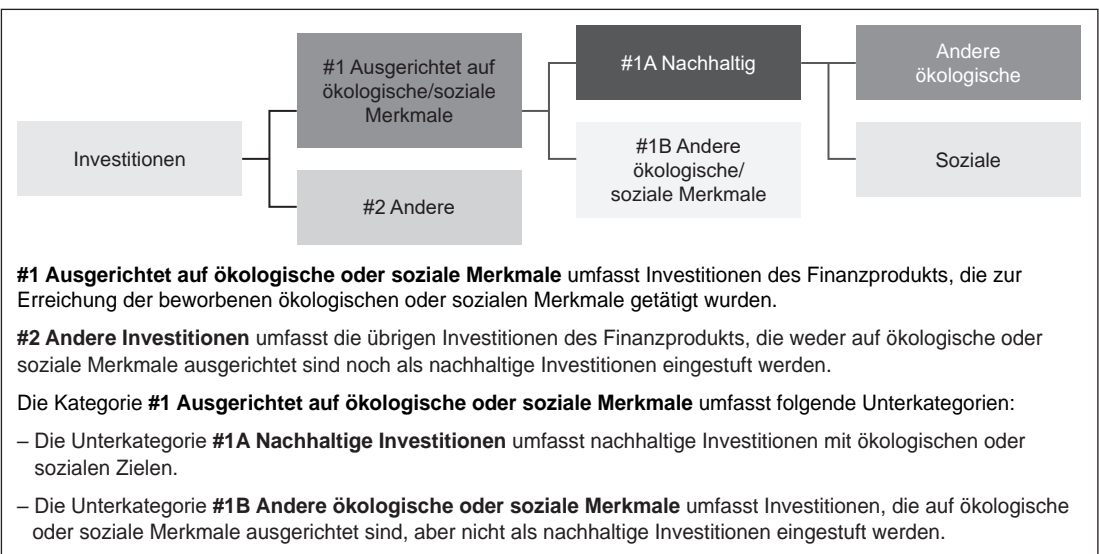 Investitionen
#1 Ausgerichtet auf
ökologische/soziale
Merkmale
#2 Andere
#1A Nachhaltig
#1B Andere
ökologische/
soziale Merkmale
Andere
ökologische
Soziale
#1 Ausgerichtet auf ökologische oder soziale Merkmale umfasst Investitionen des Finanzprodukts, die zur
Erreichung der beworbenen ökologischen oder sozialen Merkmale getätigt wurden.
#2 Andere Investitionen umfasst die übrigen Investitionen des Finanzprodukts, die weder auf ökologische oder
soziale Merkmale ausgerichtet sind noch als nachhaltige Investitionen eingestuft werden.
Die Kategorie #1 Ausgerichtet auf ökologische oder soziale Merkmale umfasst folgende Unterkategorien:
– Die Unterkategorie #1A Nachhaltige Investitionen umfasst nachhaltige Investitionen mit ökologischen oder
sozialen Zielen.
– Die Unterkategorie #1B Andere ökologische oder soziale Merkmale umfasst Investitionen, die auf ökologische
oder soziale Merkmale ausgerichtet sind, aber nicht als nachhaltige Investitionen eingestuft werden.